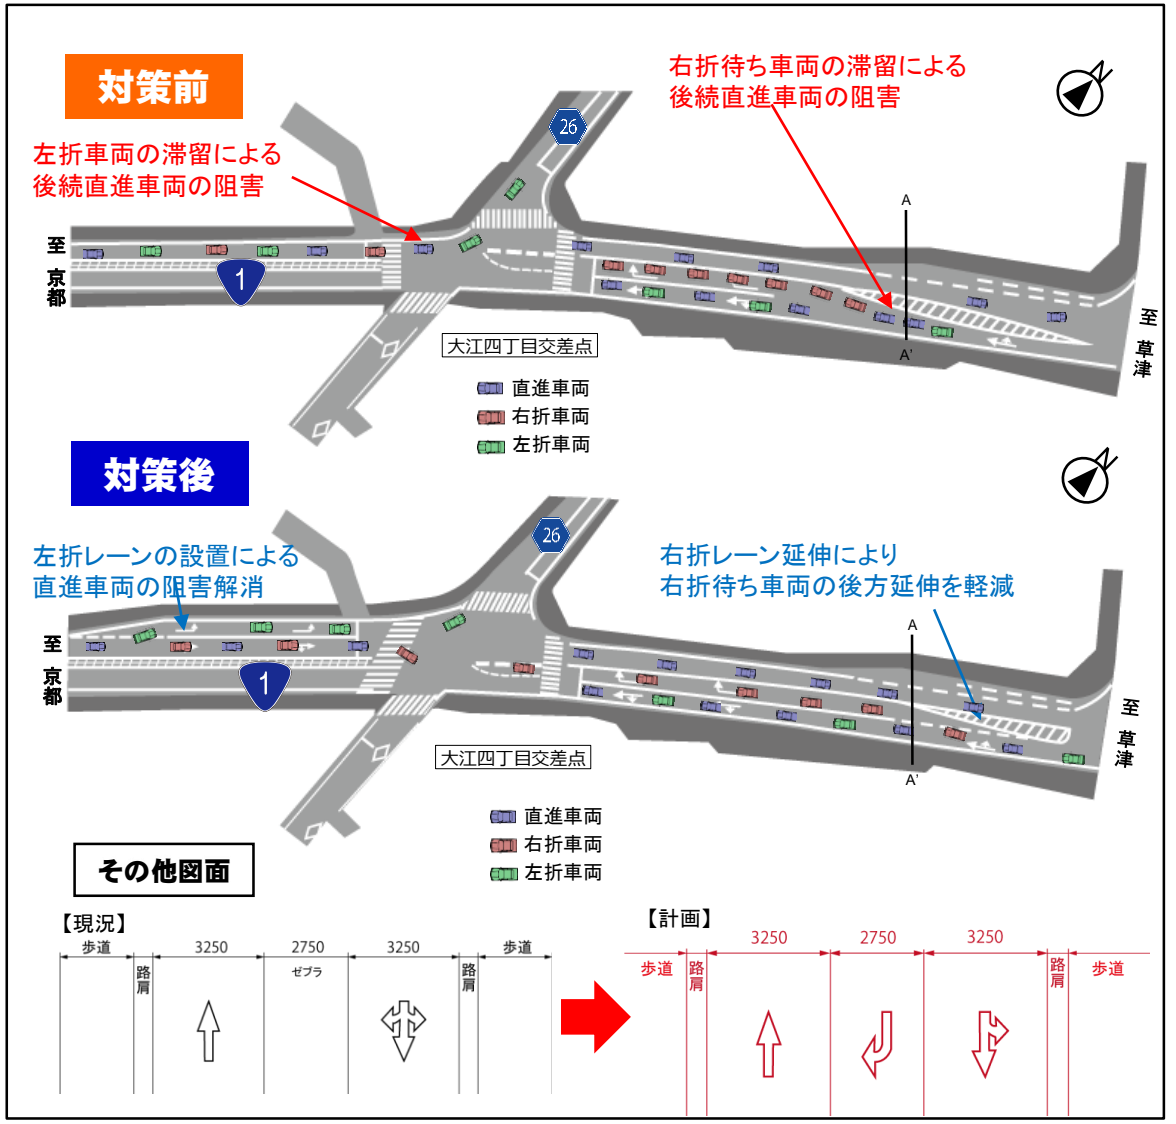 対策前
右折待ち車両の滞留による
後続直進車両の阻害
左折車両の滞留による
後続直進車両の阻害
26
A
至 京都
1
至 草津
A'
大江四丁目交差点
直進車両
右折車両
左折車両
対策後
左折レーンの設置による
直進車両の阻害解消
26
右折レーン延伸により
右折待ち車両の後方延伸を軽減
A
至 京都
1
至 草津
A'
大江四丁目交差点
直進車両
右折車両
左折車両
その他図面
【現況】
歩道 3250 2750 3250 歩道
路肩 ゼブラ 路肩
【計画】
3250 2750 3250
歩道 路肩 路肩 歩道